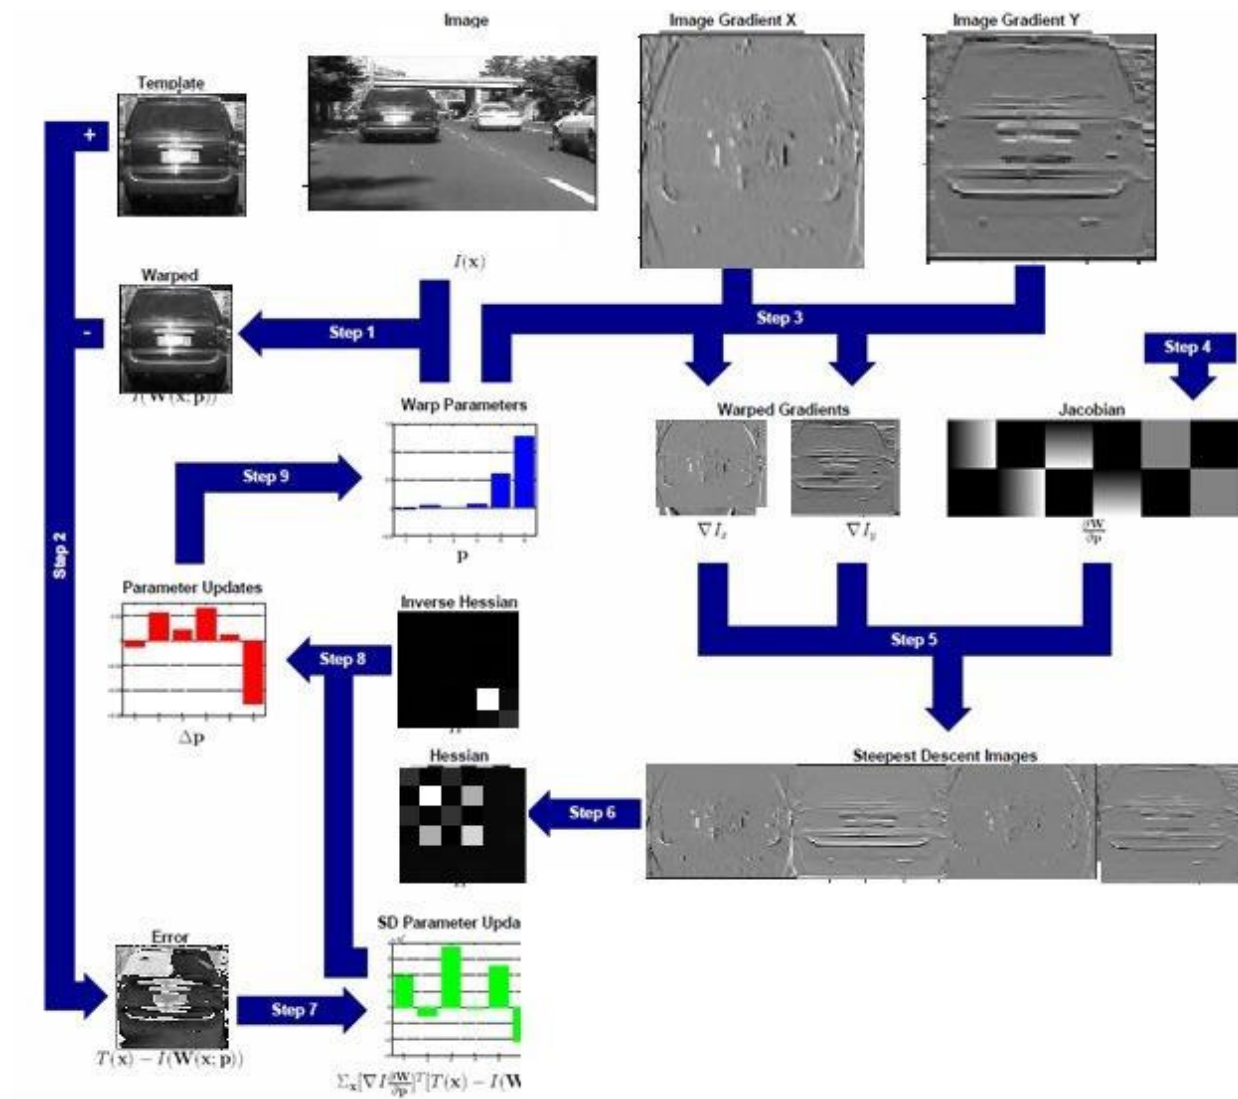 Image
Image Gradient X
Image Gradient Y
Template
+
I(x)
Warped
-
Step 1
Step 3
Step 4
I(W(x; p))
Warp Parameters
Warped Gradients
Jacobian
Step 9
∇I_x
∇I_y
∂W/∂p
p
Step 2
Parameter Updates
Inverse Hessian
Step 5
Step 8
Δp
Hessian
Steepest Descent Images
Step 6
SD Parameter Upda
Error
Step 7
T(x) − I(W(x; p))
Σ_x[∇I ∂W/∂p]^T[T(x) − I(W